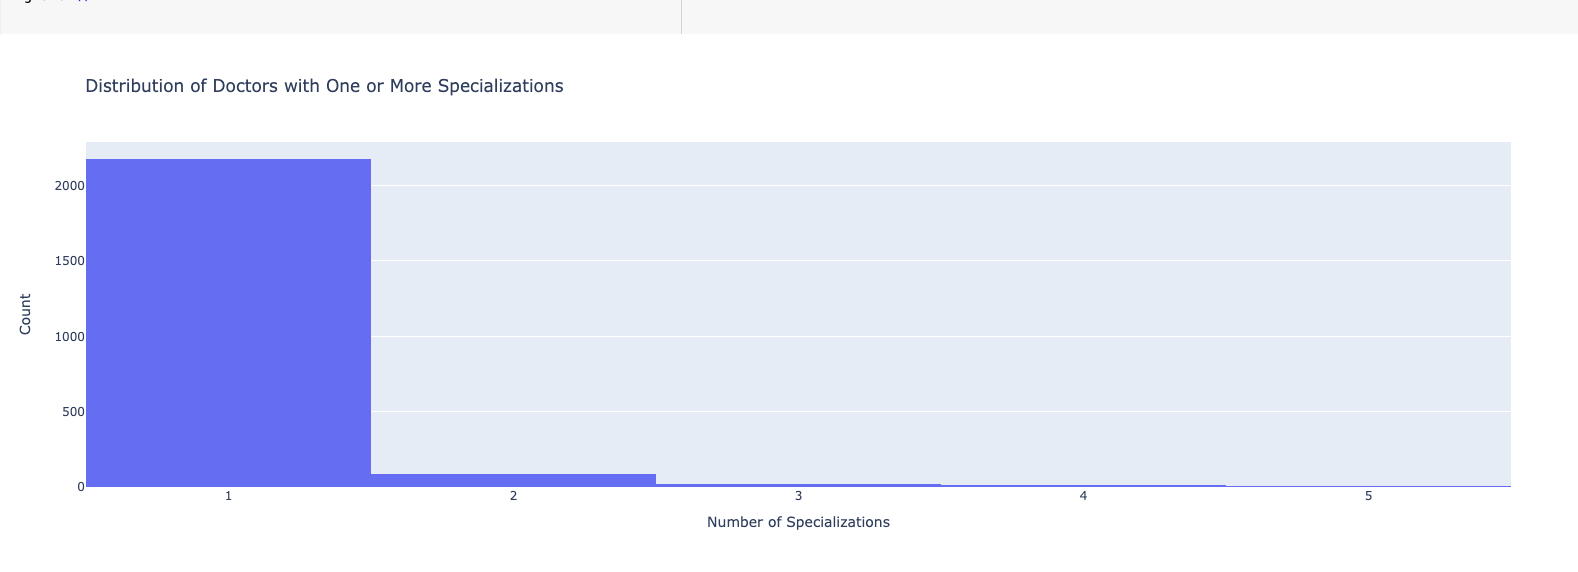 Distribution of Doctors with One or More Specializations
2000
1500
1000
500
0
Count
1 2 3 4 5
Number of Specializations